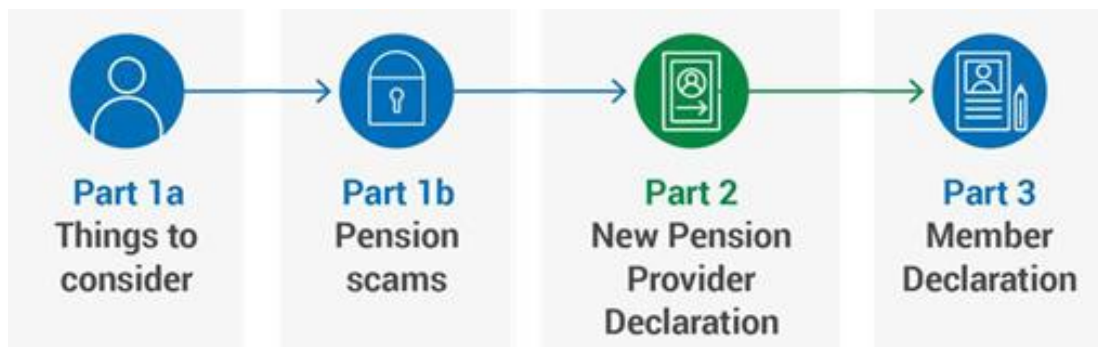 Part 1a
Things to
consider
Part 1b
Pension
scams
Part 2
New Pension
Provider
Declaration
Part 3
Member
Declaration